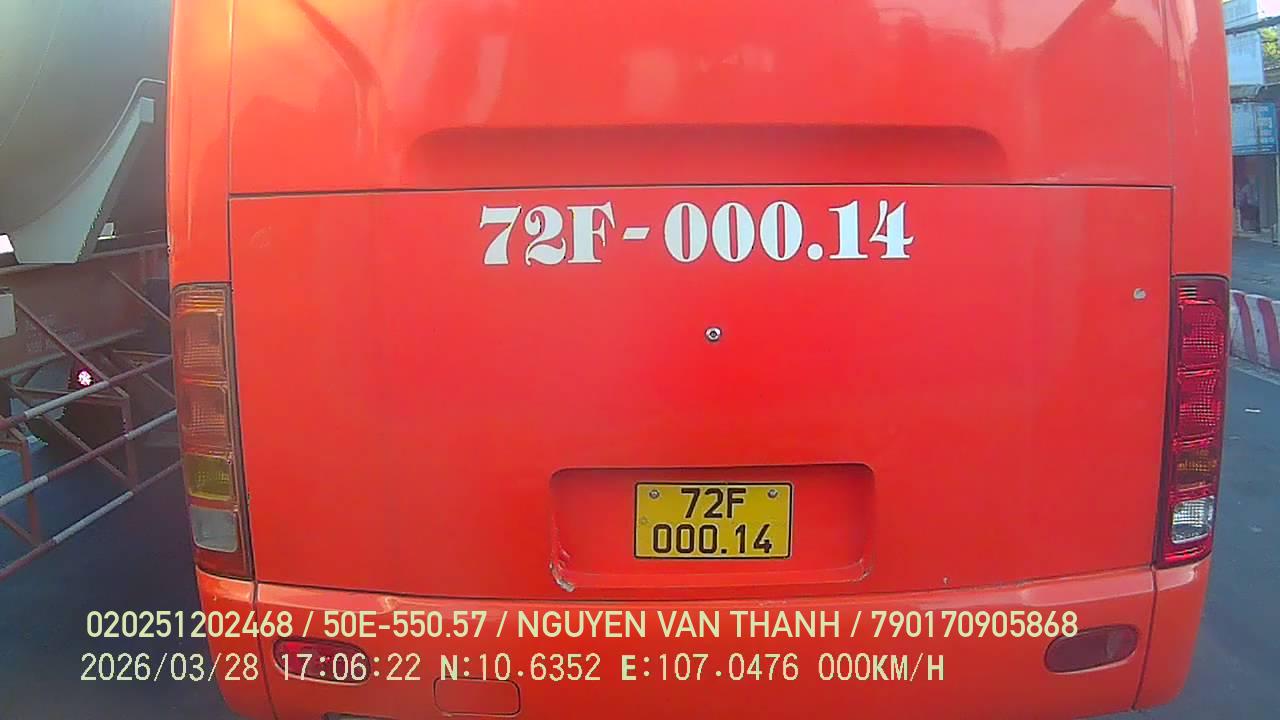 72F-000.14
72F
000.14
020251202468 / 50E-550.57 / NGUYEN VAN THANH / 790170905868
2026/03/28 17:06:22 N:10.6352 E:107.0476 000KM/H